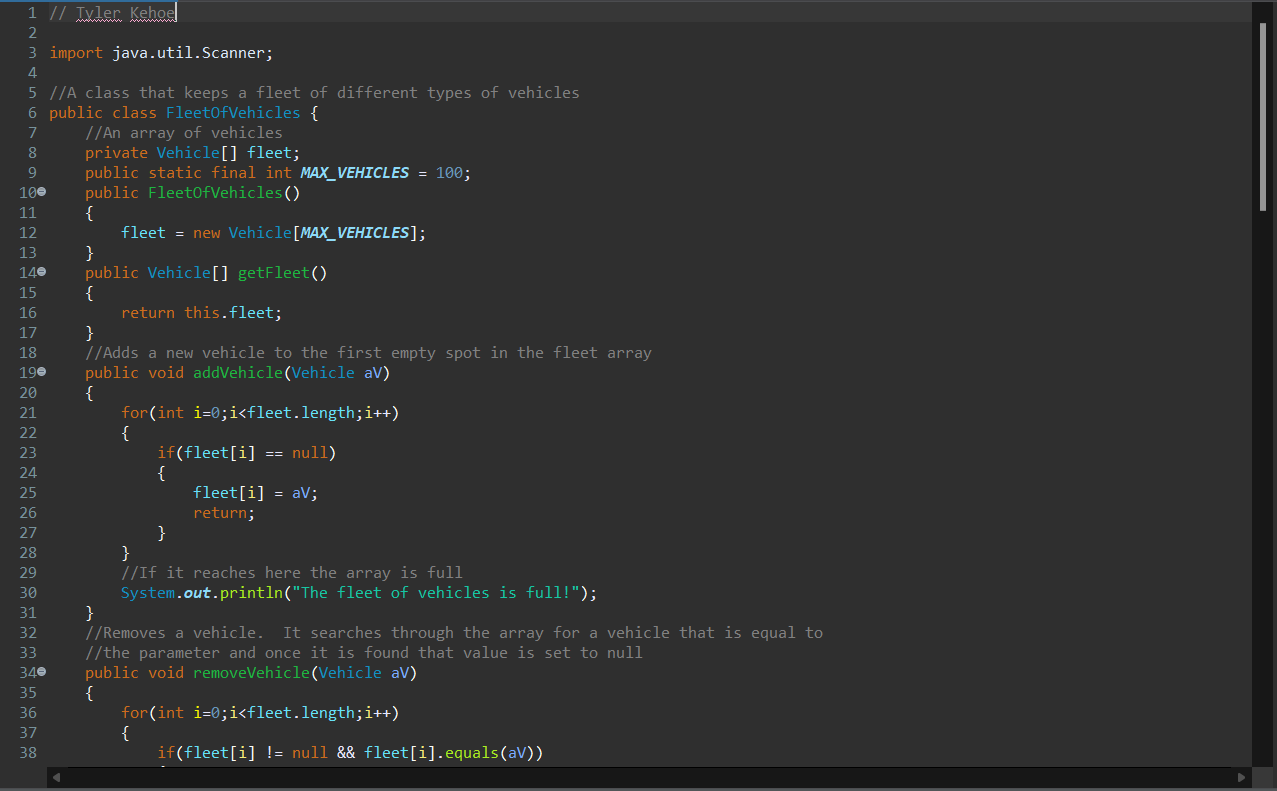 1 // Tyler Kehoe
2
3 import java.util.Scanner;
4
5 //A class that keeps a fleet of different types of vehicles
6 public class FleetOfVehicles {
7     //An array of vehicles
8     private Vehicle[] fleet;
9     public static final int MAX_VEHICLES = 100;
10     public FleetOfVehicles()
11     {
12         fleet = new Vehicle[MAX_VEHICLES];
13     }
14     public Vehicle[] getFleet()
15     {
16         return this.fleet;
17     }
18     //Adds a new vehicle to the first empty spot in the fleet array
19     public void addVehicle(Vehicle aV)
20     {
21         for(int i=0;i<fleet.length;i++)
22         {
23             if(fleet[i] == null)
24             {
25                 fleet[i] = aV;
26                 return;
27             }
28         }
29         //If it reaches here the array is full
30         System.out.println("The fleet of vehicles is full!");
31     }
32     //Removes a vehicle.  It searches through the array for a vehicle that is equal to
33     //the parameter and once it is found that value is set to null
34     public void removeVehicle(Vehicle aV)
35     {
36         for(int i=0;i<fleet.length;i++)
37         {
38             if(fleet[i] != null && fleet[i].equals(aV))